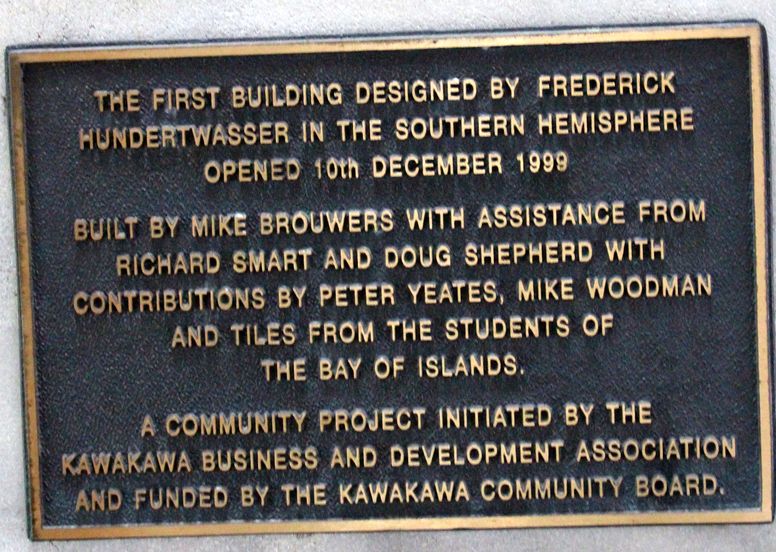 THE FIRST BUILDING DESIGNED BY FREDERICK
HUNDERTWASSER IN THE SOUTHERN HEMISPHERE
OPENED 10th DECEMBER 1999
BUILT BY MIKE BROUWERS WITH ASSISTANCE FROM
RICHARD SMART AND DOUG SHEPHERD WITH
CONTRIBUTIONS BY PETER YEATES, MIKE WOODMAN
AND TILES FROM THE STUDENTS OF
THE BAY OF ISLANDS.
A COMMUNITY PROJECT INITIATED BY THE
KAWAKAWA BUSINESS AND DEVELOPMENT ASSOCIATION
AND FUNDED BY THE KAWAKAWA COMMUNITY BOARD.